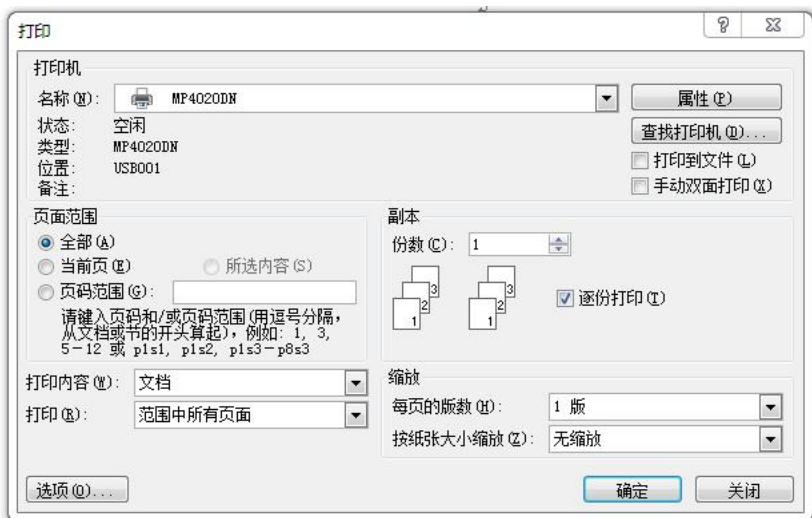 打印
打印机
名称(N): MP4020DN 属性(P)
状态: 空闲 查找打印机(D)...
类型: MP4020DN
位置: USB001 打印到文件(L)
备注: 手动双面打印(X)
页面范围
全部(A)
当前页(E) 所选内容(S)
页码范围(G):
请键入页码和/或页码范围(用逗号分隔，
从文档或节的开头算起)，例如: 1, 3,
5-12 或 p1s1, p1s2, p1s3-p8s3
副本
份数(C): 1
1 2 3 1 2 3
逐份打印(T)
打印内容(W): 文档
打印(R): 范围中所有页面
缩放
每页的版数(H): 1 版
按纸张大小缩放(Z): 无缩放
选项(O)... 确定 关闭